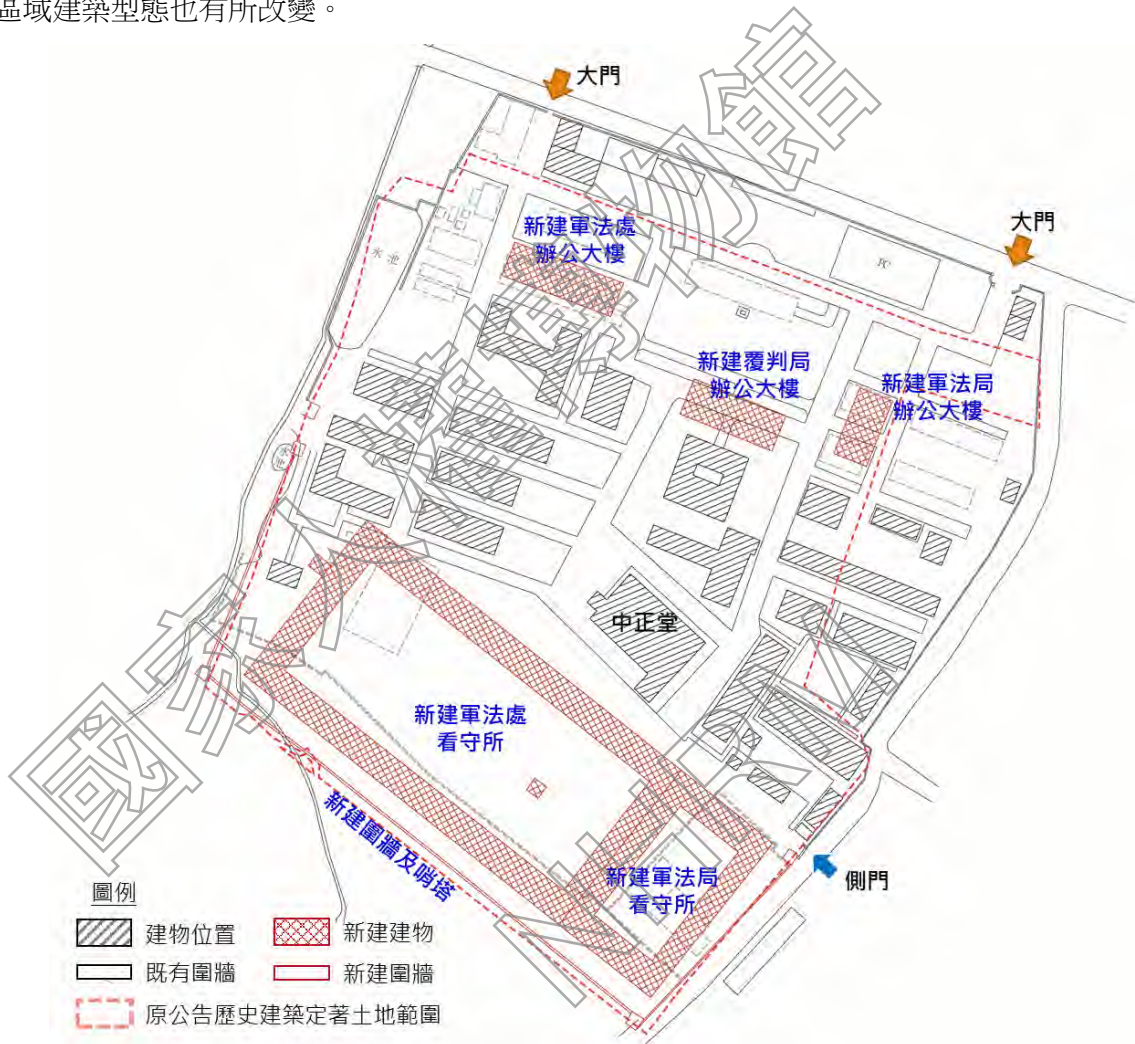 區域建築型態也有所改變。
大門
大門
新建軍法處
辦公大樓
水池
新建覆判局
辦公大樓
新建軍法局
辦公大樓
中正堂
新建軍法處
看守所
新建圍牆及哨塔
新建軍法局
看守所
側門
圖例
建物位置
新建建物
既有圍牆
新建圍牆
原公告歷史建築定著土地範圍